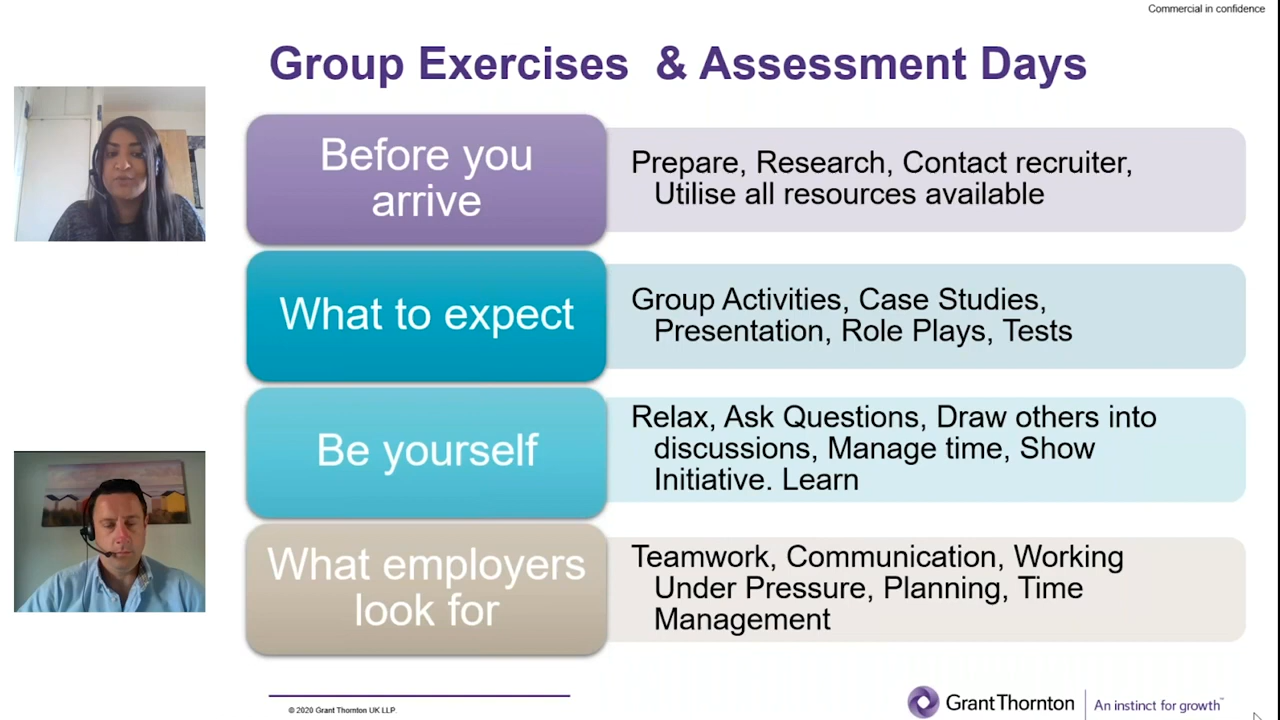 Commercial in confidence
Group Exercises & Assessment Days
Before you
arrive
Prepare, Research, Contact recruiter,
Utilise all resources available
What to expect
Group Activities, Case Studies,
Presentation, Role Plays, Tests
Be yourself
Relax, Ask Questions, Draw others into
discussions, Manage time, Show
Initiative. Learn
What employers
look for
Teamwork, Communication, Working
Under Pressure, Planning, Time
Management
© 2020 Grant Thornton UK LLP.
Grant Thornton
An instinct for growth™